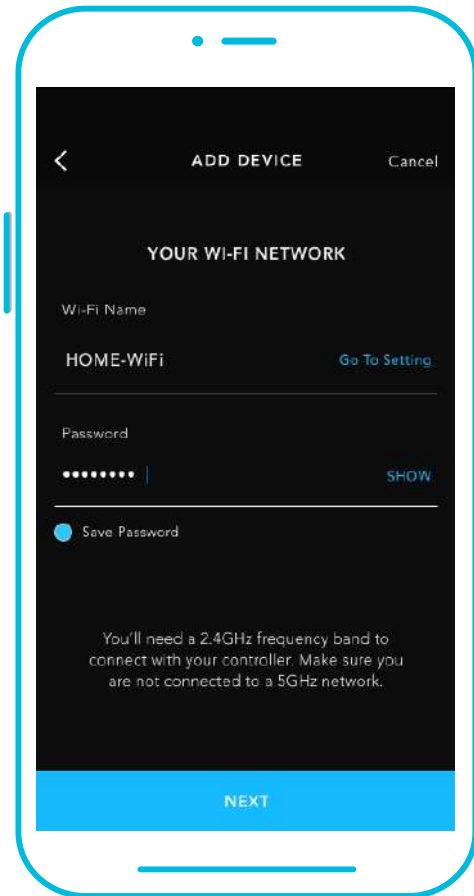 ADD DEVICE
Cancel
YOUR WI-FI NETWORK
Wi-Fi Name
HOME-WiFi
Go To Setting
Password
•••••••• 
SHOW
Save Password
You'll need a 2.4GHz frequency band to
connect with your controller. Make sure you
are not connected to a 5GHz network.
NEXT